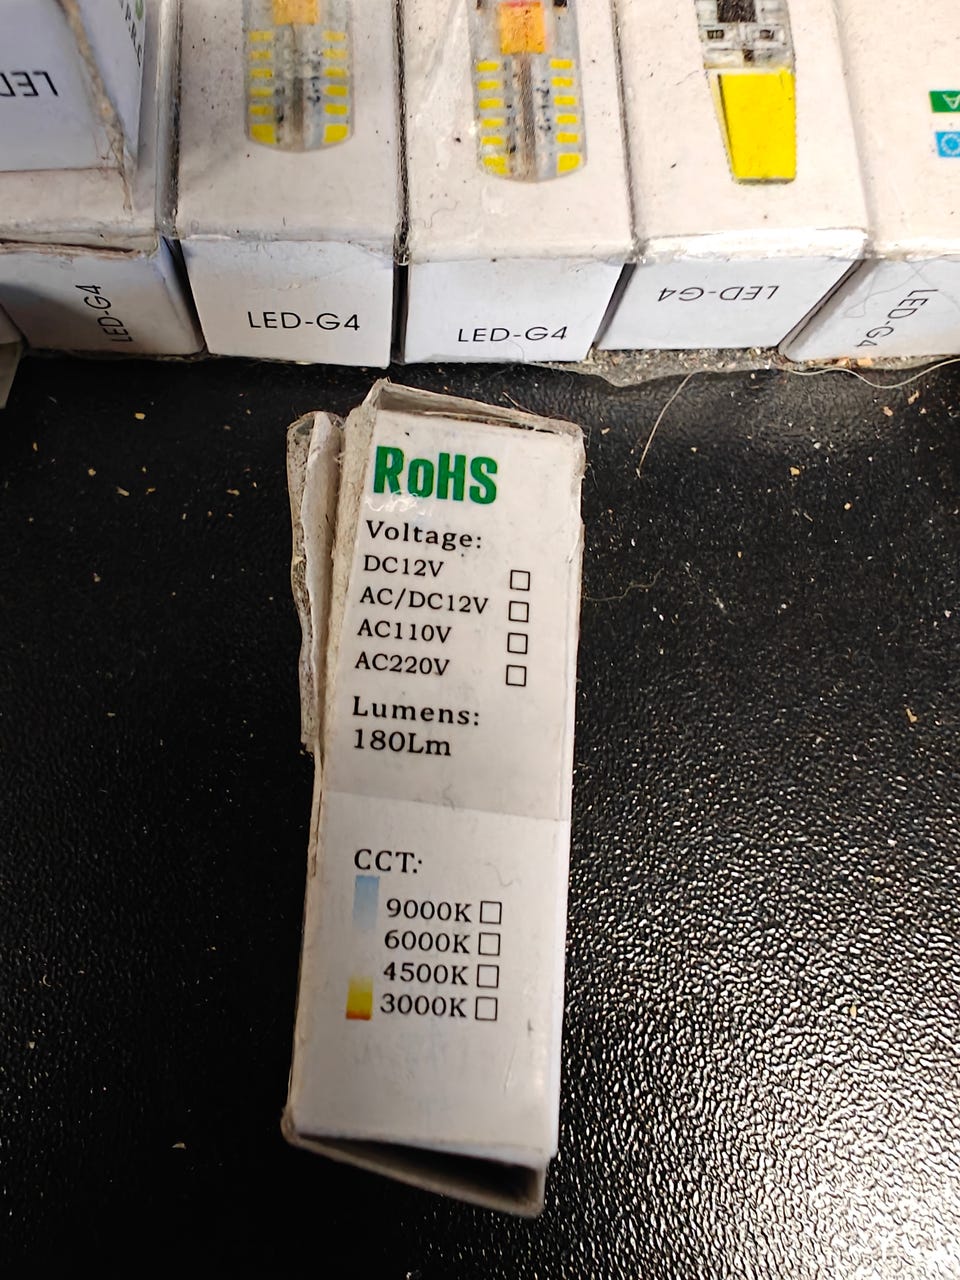 LED
LED-G4
LED-G4
LED-G4
LED-G4
LED-G4
A
RoHS
Voltage:
DC12V
AC/DC12V
AC110V
AC220V
Lumens:
180Lm
CCT:
9000K
6000K
4500K
3000K